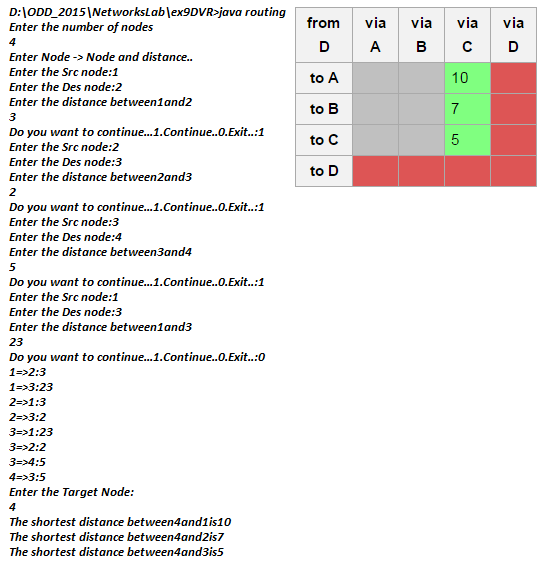 D:\ODD_2015\NetworksLab\ex9DVR>java routing
Enter the number of nodes
4
Enter Node -> Node and distance..
Enter the Src node:1
Enter the Des node:2
Enter the distance between1and2
3
Do you want to continue...1.Continue..0.Exit..:1
Enter the Src node:2
Enter the Des node:3
Enter the distance between2and3
2
Do you want to continue...1.Continue..0.Exit..:1
Enter the Src node:3
Enter the Des node:4
Enter the distance between3and4
5
Do you want to continue...1.Continue..0.Exit..:1
Enter the Src node:1
Enter the Des node:3
Enter the distance between1and3
23
Do you want to continue...1.Continue..0.Exit..:0
1=>2:3
1=>3:23
2=>1:3
2=>3:2
3=>1:23
3=>2:2
3=>4:5
4=>3:5
Enter the Target Node:
4
The shortest distance between4and1is10
The shortest distance between4and2is7
The shortest distance between4and3is5
from via via via via
D A B C D
to A 10
to B 7
to C 5
to D